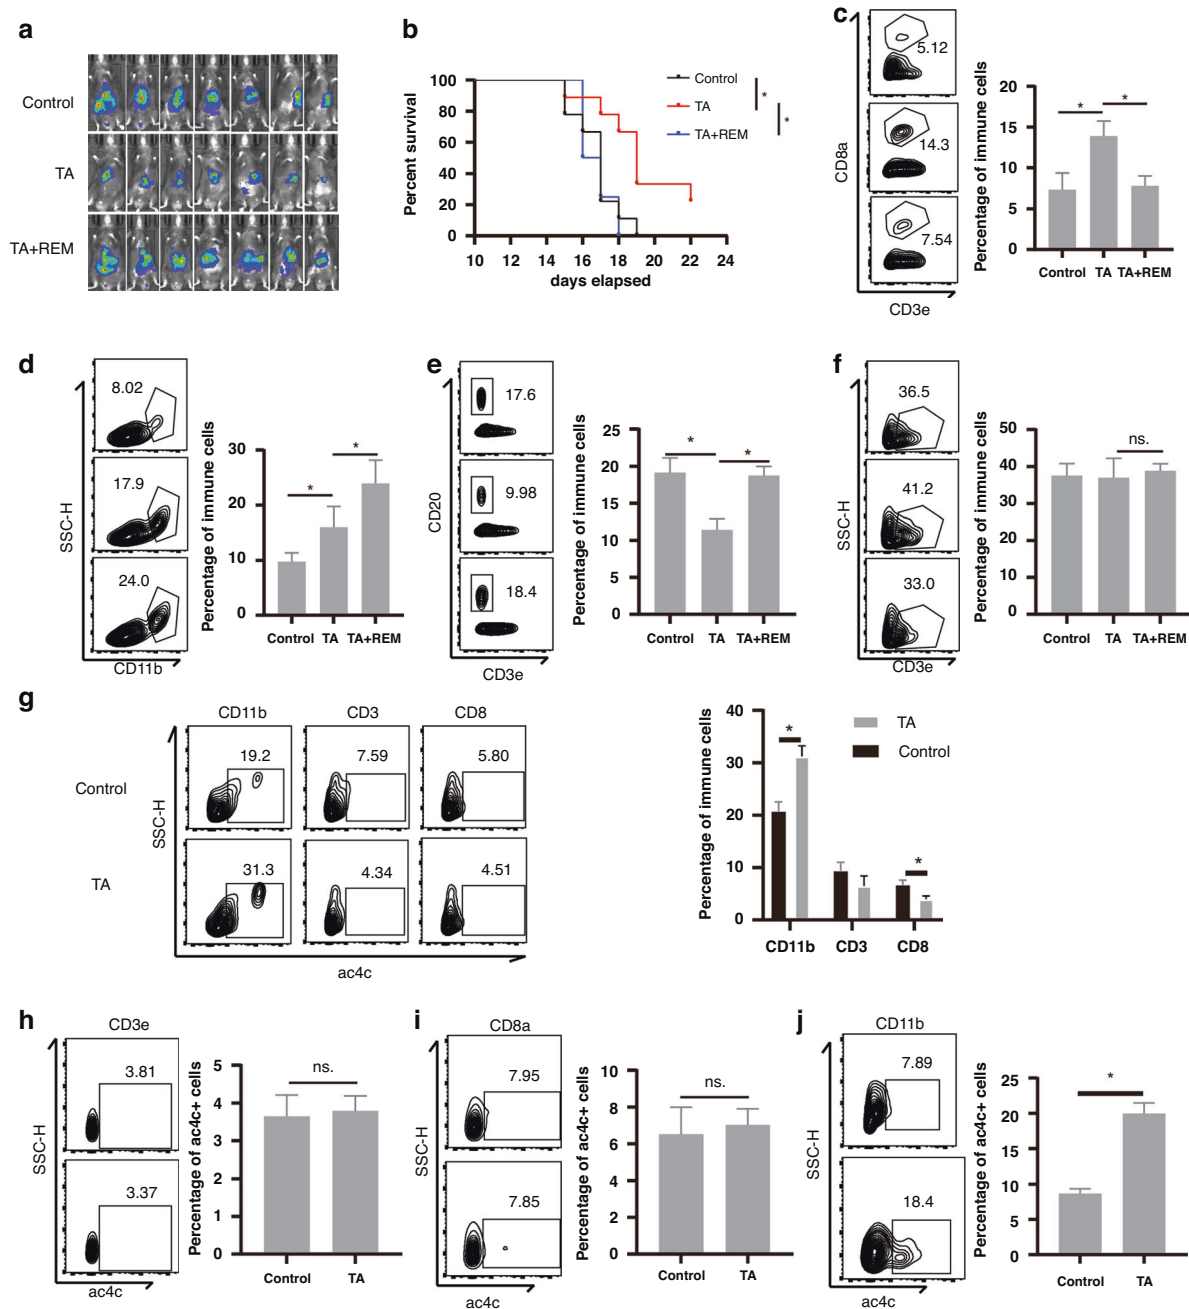 a
Control
TA
TA+REM
b
Percent survival
100
80
60
40
20
0
10 12 14 16 18 20 22 24
days elapsed
Control
TA
TA+REM
*
*
c
5.12
14.3
7.54
CD8a
CD3e
Percentage of immune cells
20
15
10
5
0
* *
Control TA TA+REM
d
8.02
17.9
24.0
SSC-H
CD11b
Percentage of immune cells
30
20
10
0
*
*
Control TA TA+REM
e
17.6
9.98
18.4
CD20
CD3e
Percentage of immune cells
25
20
15
10
5
0
* *
Control TA TA+REM
f
36.5
41.2
33.0
SSC-H
CD3e
Percentage of immune cells
50
40
30
20
10
0
ns.
Control TA TA+REM
g
CD11b CD3 CD8
Control
19.2 7.59 5.80
TA
31.3 4.34 4.51
SSC-H
ac4c
Percentage of immune cells
40
30
20
10
0
* *
TA
Control
CD11b CD3 CD8
h
CD3e
3.81
3.37
SSC-H
ac4c
Percentage of ac4c+ cells
5
4
3
2
1
0
ns.
Control TA
i
CD8a
7.95
7.85
SSC-H
ac4c
Percentage of ac4c+ cells
10
8
6
4
2
0
ns.
Control TA
j
CD11b
7.89
18.4
SSC-H
ac4c
Percentage of ac4c+ cells
25
20
15
10
5
0
*
Control TA